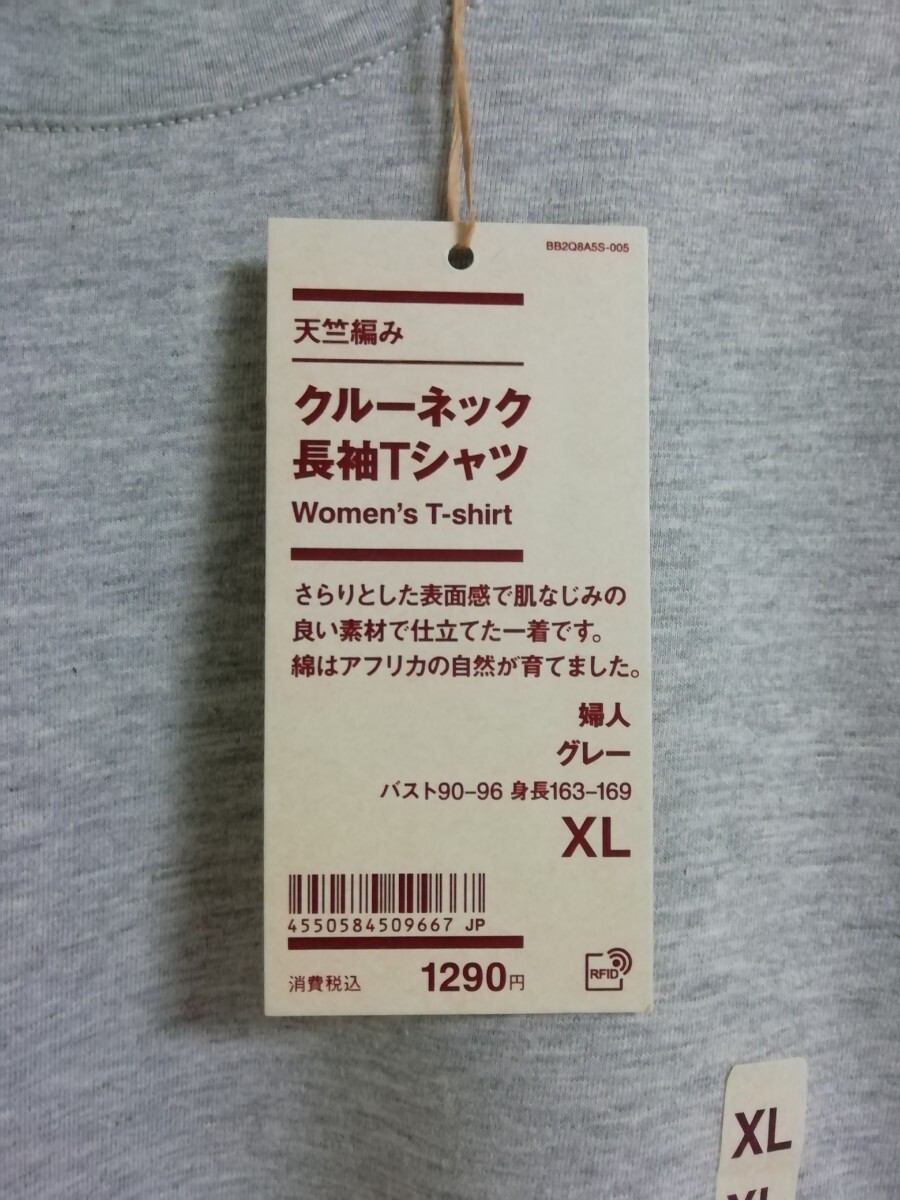 BB2Q8A5S-005
天竺編み
クルーネック
長袖Tシャツ
Women's T-shirt
さらりとした表面感で肌なじみの
良い素材で仕立てた一着です。
綿はアフリカの自然が育てました。
婦人
グレー
バスト90-96 身長163-169
XL
4550584509667 JP
消費税込 1290円
RFID
XL
XL